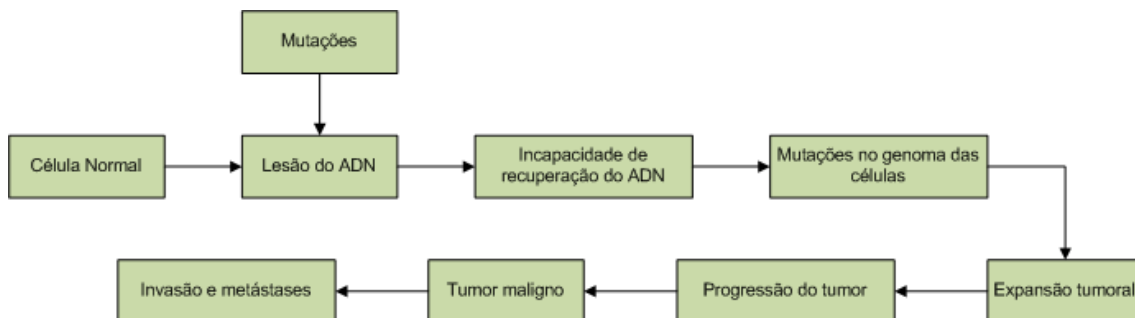 Mutações
Célula Normal
Lesão do ADN
Incapacidade de
recuperação do ADN
Mutações no genoma das
células
Expansão tumoral
Progressão do tumor
Tumor maligno
Invasão e metástases